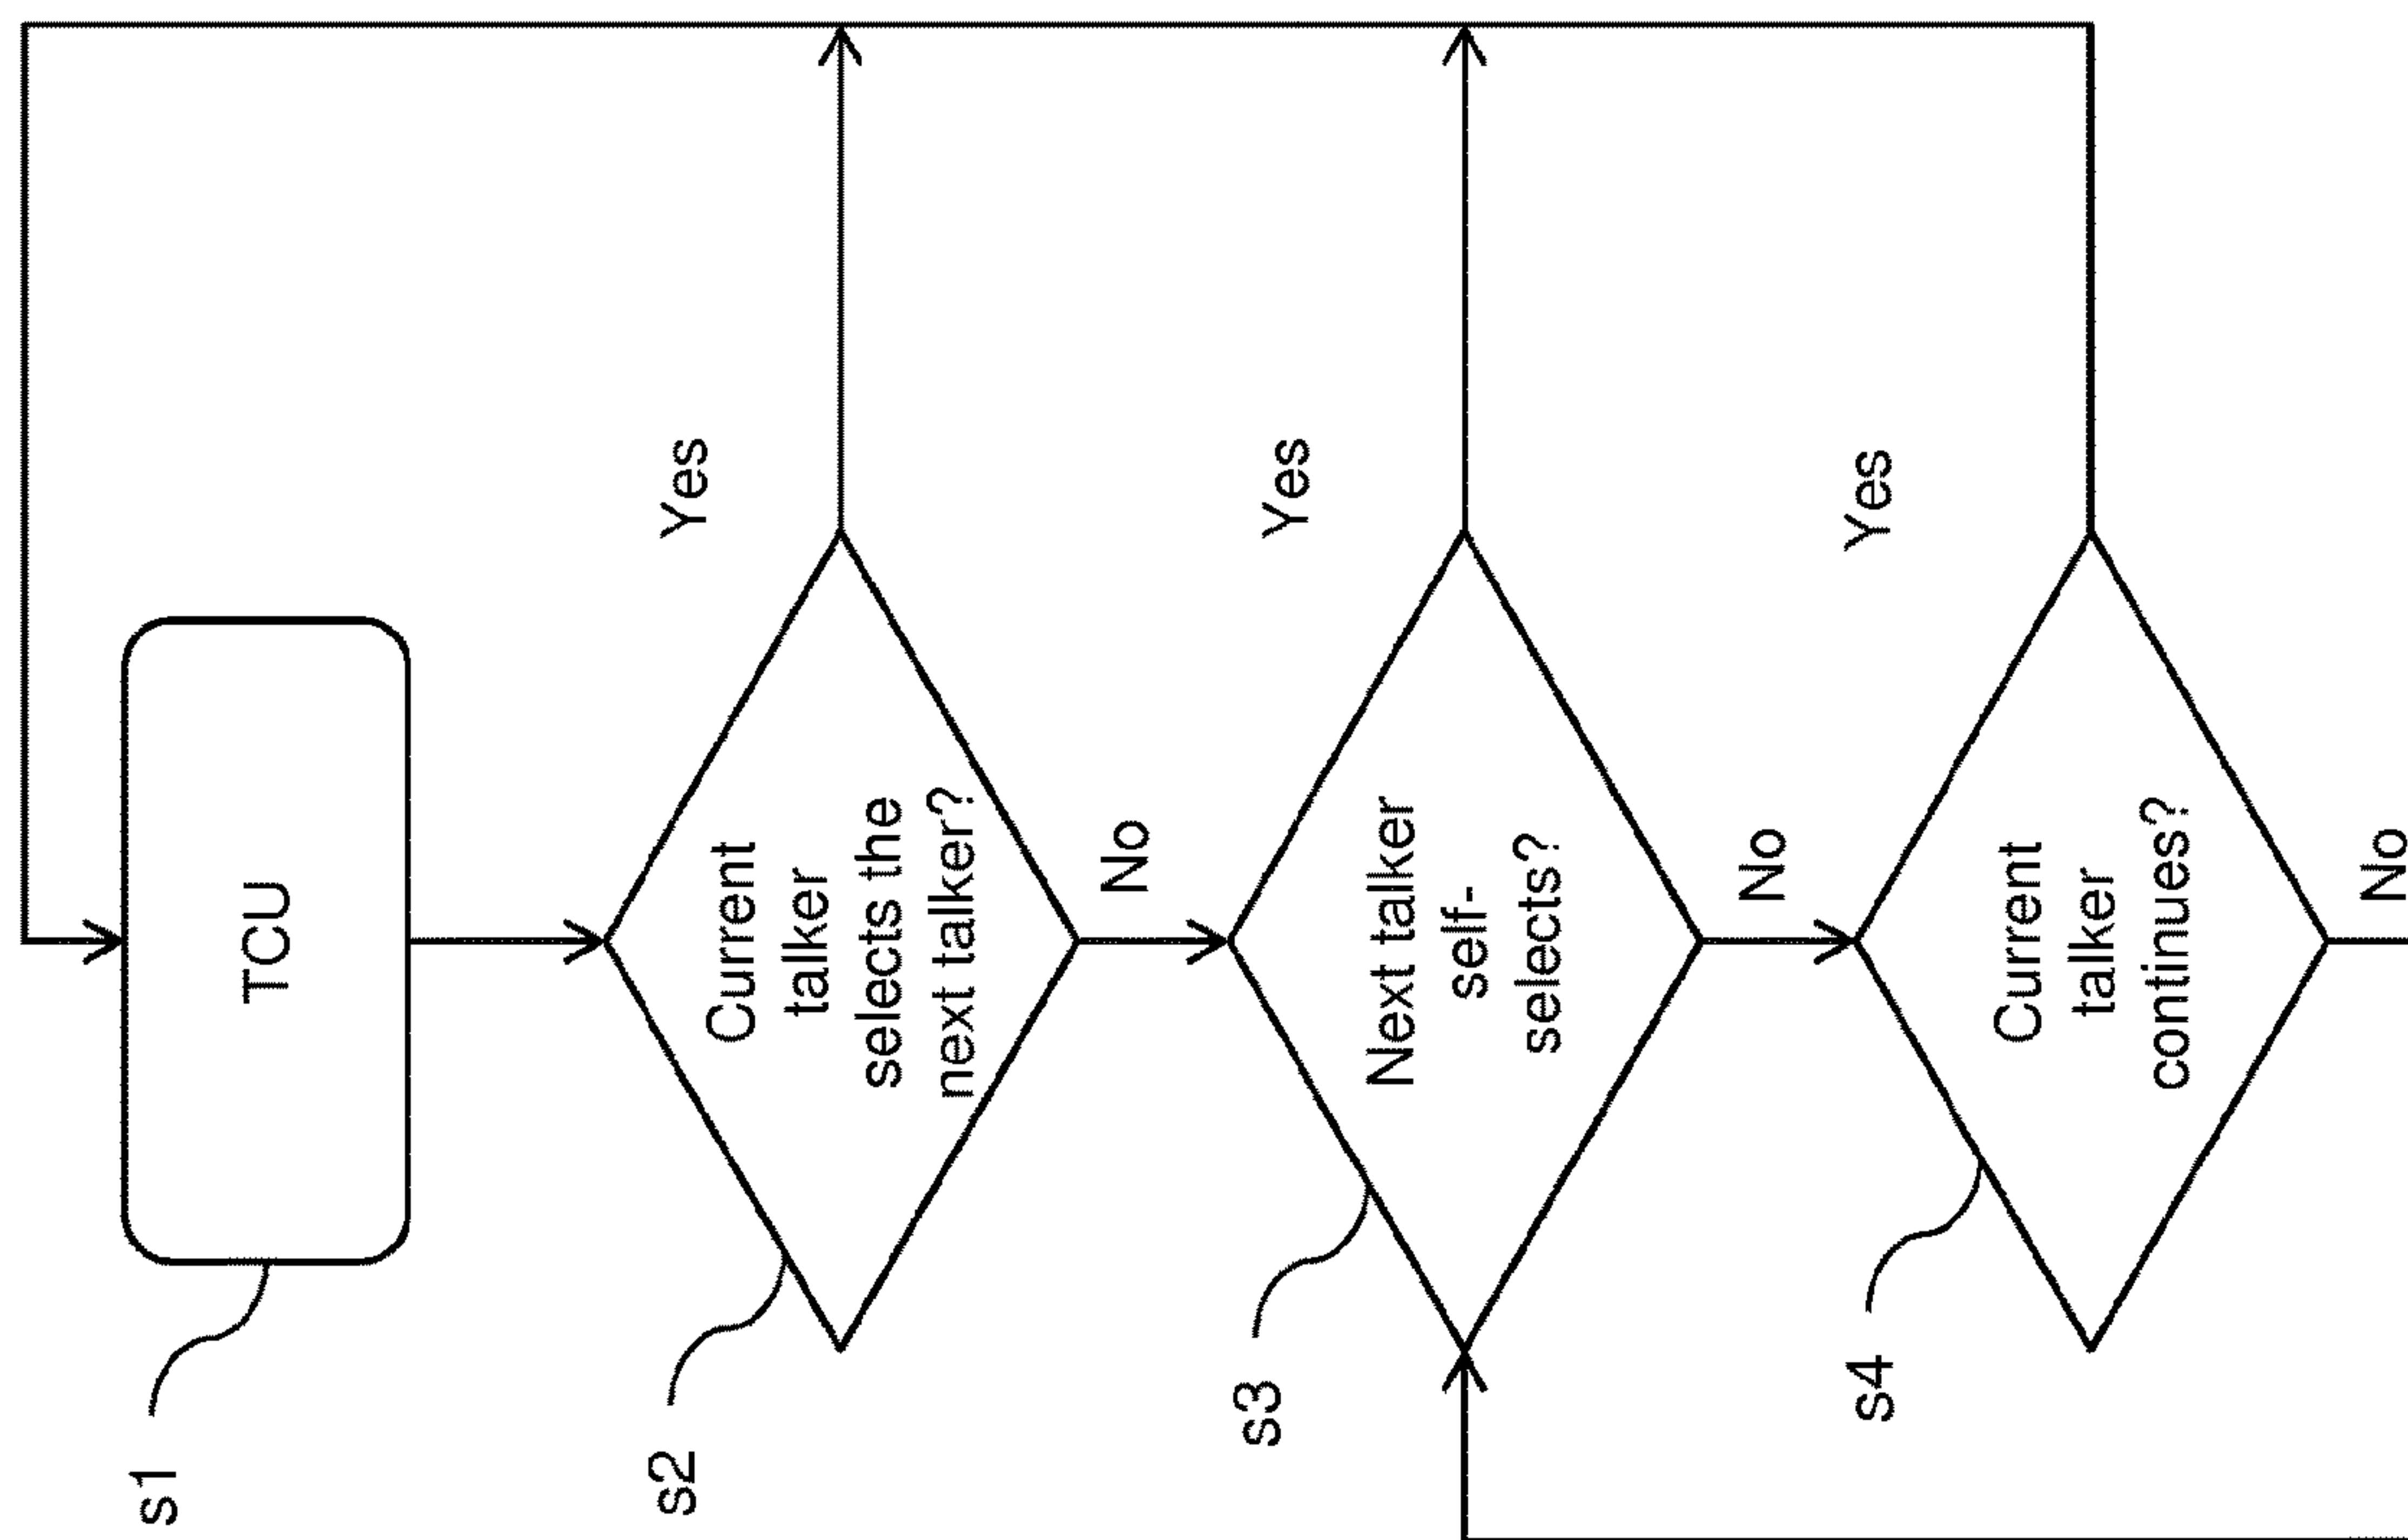 s1
TCU
s2
Current
talker
selects the
next talker?
Yes
No
s3
Next talker
self-
selects?
Yes
No
s4
Current
talker
continues?
Yes
No